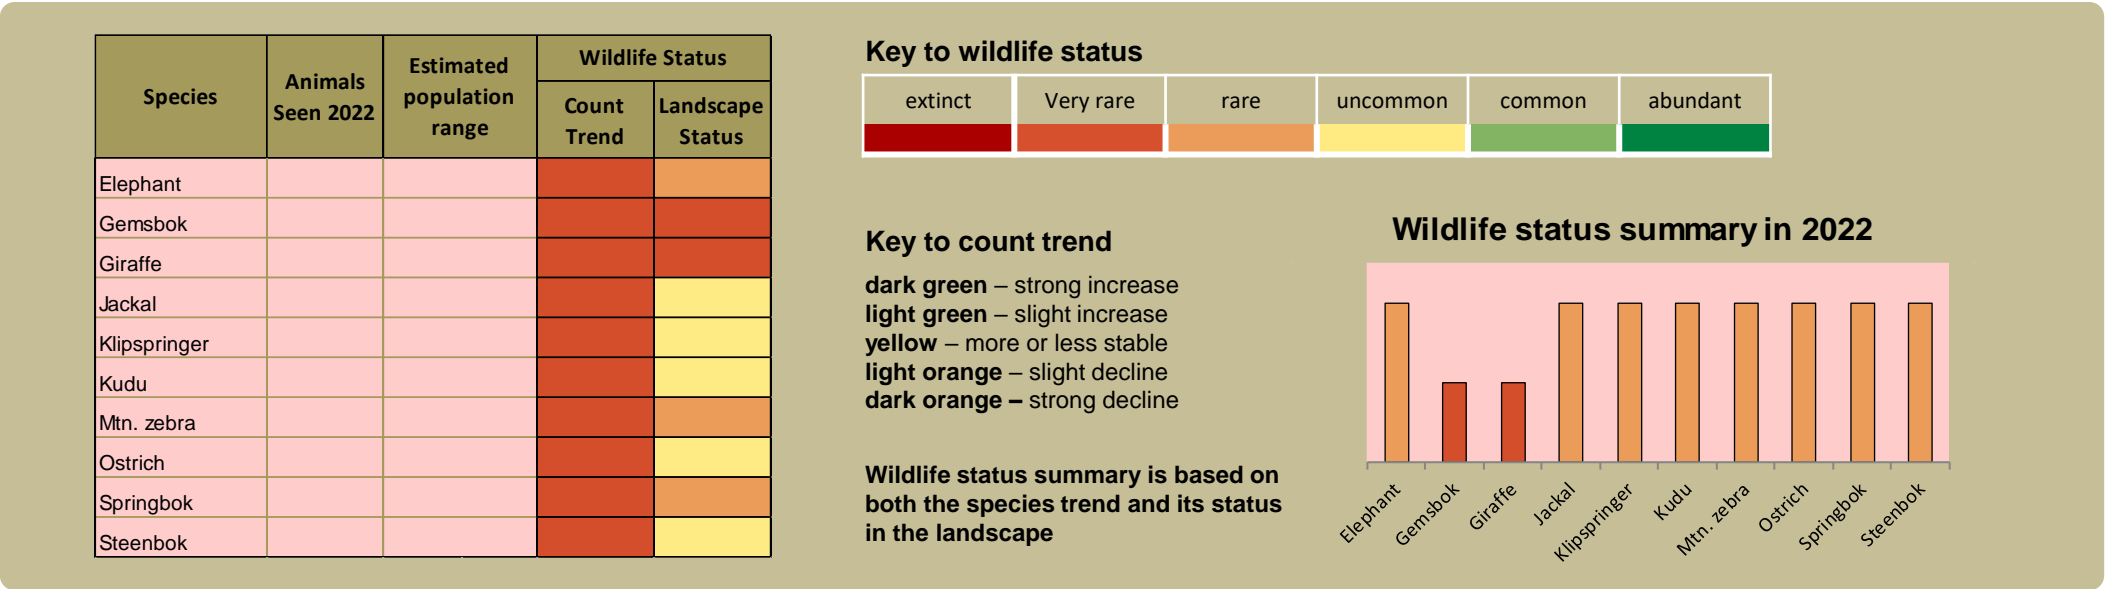 Species
Animals
Seen 2022
Estimated
population
range
Wildlife Status
Count
Trend
Landscape
Status
Elephant
Gemsbok
Giraffe
Jackal
Klipspringer
Kudu
Mtn. zebra
Ostrich
Springbok
Steenbok
Key to wildlife status
extinct Very rare rare uncommon common abundant
Key to count trend
dark green – strong increase
light green – slight increase
yellow – more or less stable
light orange – slight decline
dark orange – strong decline
Wildlife status summary is based on
both the species trend and its status
in the landscape
Wildlife status summary in 2022
Elephant
Gemsbok
Giraffe
Jackal
Klipspringer
Kudu
Mtn. zebra
Ostrich
Springbok
Steenbok